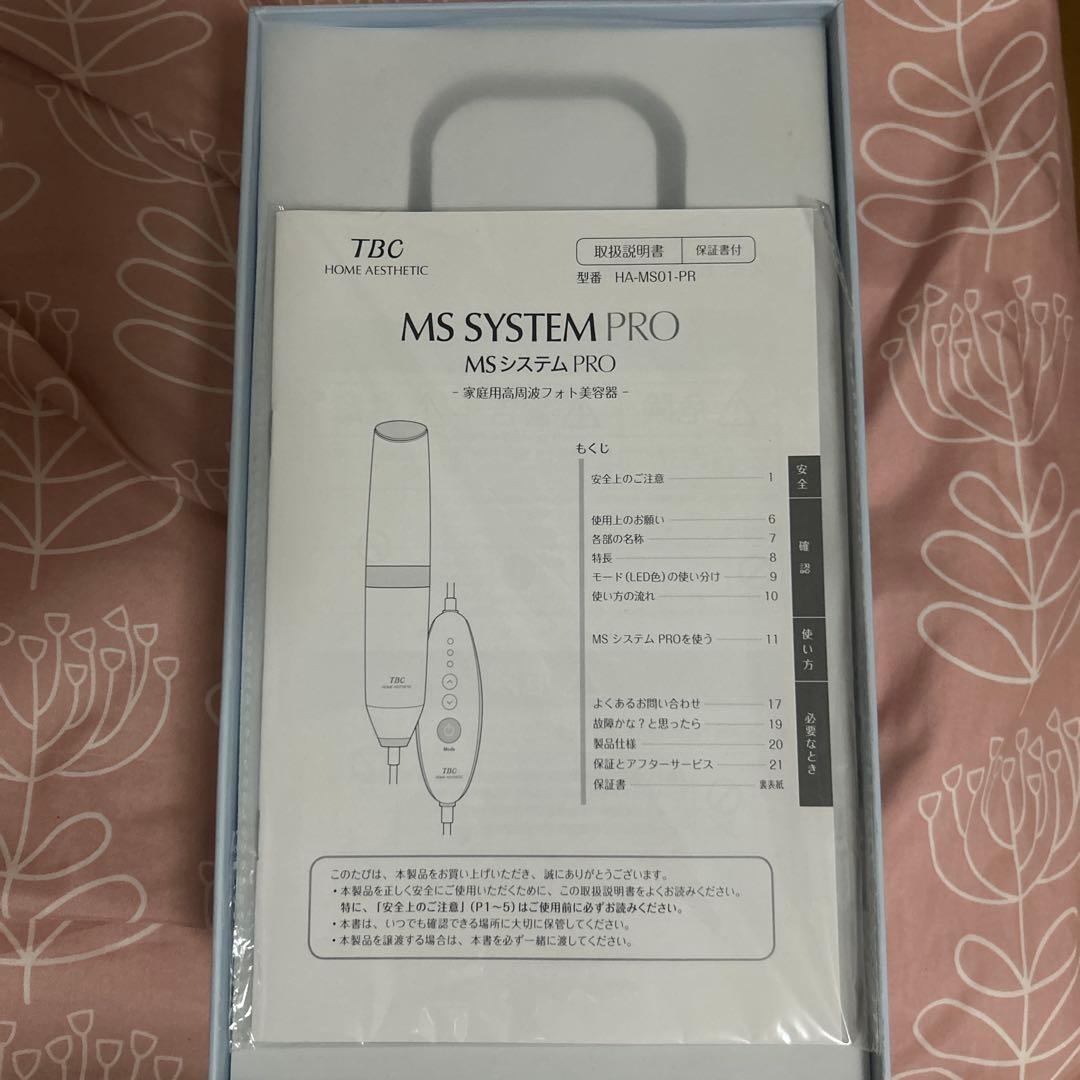 TBC
HOME AESTHETIC
取扱説明書 保証書付
型番 HA-MS01-PR
MS SYSTEM PRO
MSシステム PRO
- 家庭用高周波フォト美容器 -
もくじ
安全上のご注意 1
使用上のお願い 6
各部の名称 7
特長 8
モード（LED色）の使い分け 9
使い方の流れ 10
MS システム PROを使う 11
よくあるお問い合わせ 17
故障かな？と思ったら 19
製品仕様 20
保証とアフターサービス 21
保証書 裏表紙
安全
確認
使い方
必要なとき
TBC
HOME AESTHETIC
Mode
TBC
HOME AESTHETIC
このたびは、本製品をお買い上げいただき、誠にありがとうございます。
・本製品を正しく安全にご使用いただくために、この取扱説明書をよくお読みください。
特に、「安全上のご注意」（P1～5）はご使用前に必ずお読みください。
・本書は、いつでも確認できる場所に大切に保管してください。
・本製品を譲渡する場合は、本書を必ず一緒に渡してください。